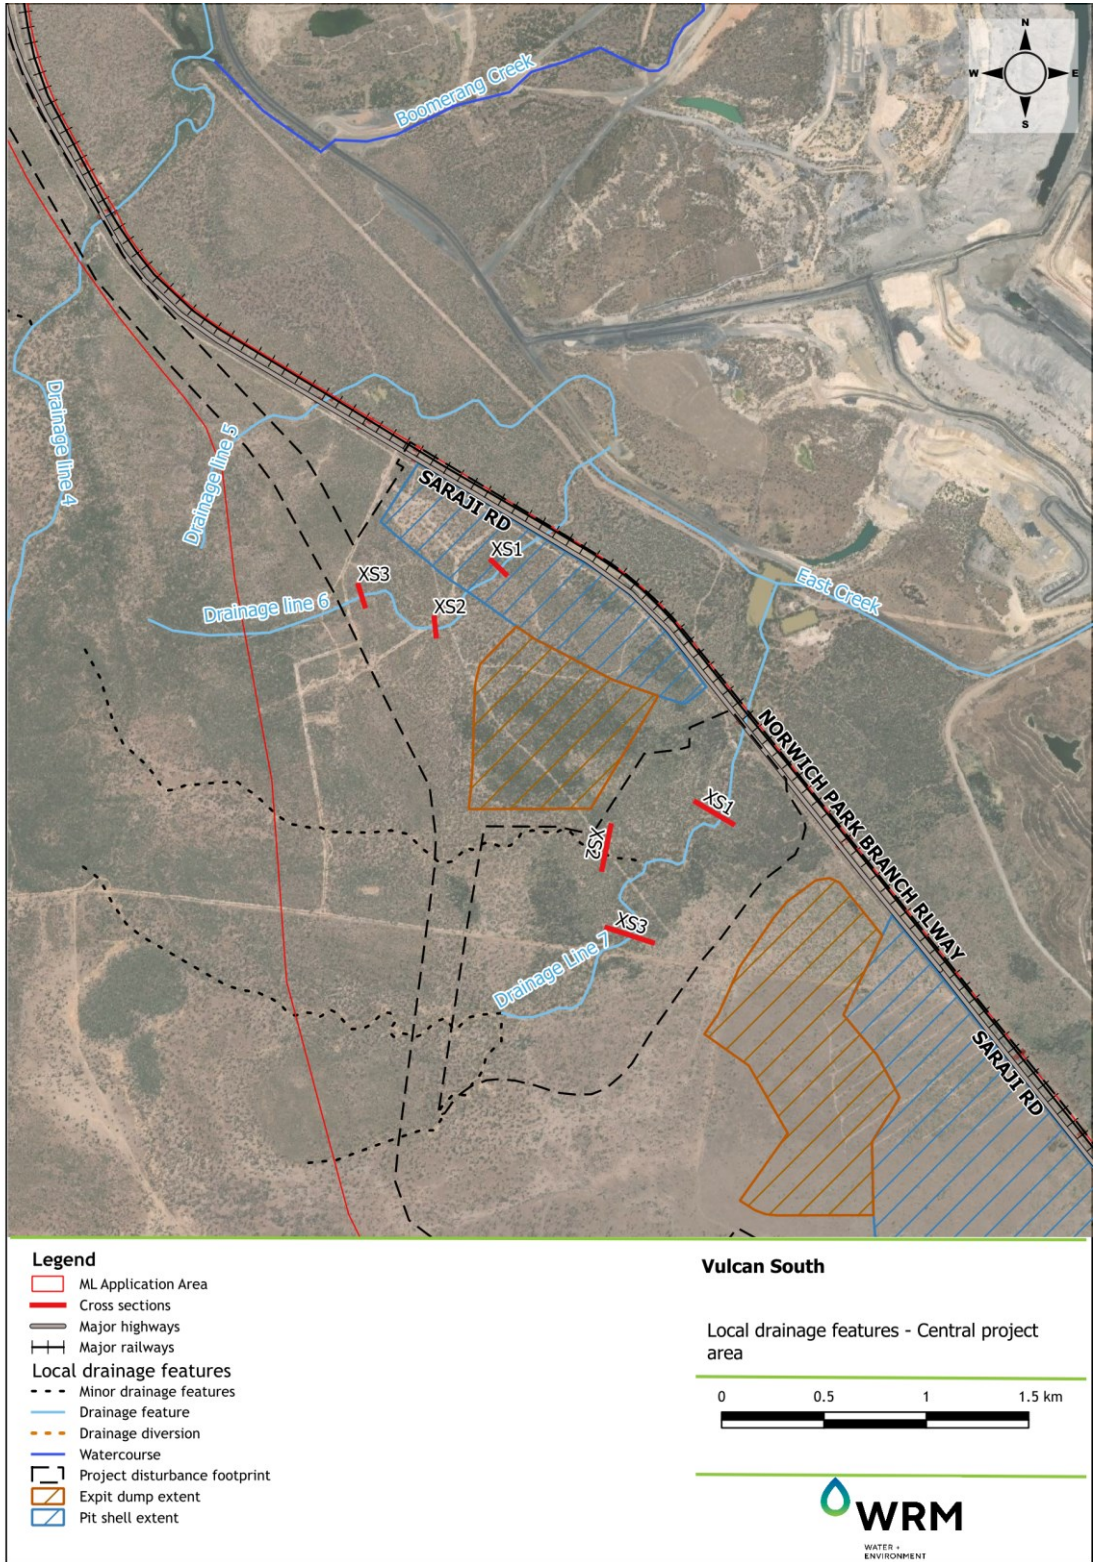 N
W E
S
Boomerang Creek
Drainage line 4
Drainage line 5
SARAJI RD
XS1
XS3
XS2
Drainage line 6
East Creek
NORWICH PARK BRANCH RLWAY
XS1
XS2
XS3
Drainage Line 7
SARAJI RD
Legend
ML Application Area
Cross sections
Major highways
Major railways
Local drainage features
Minor drainage features
Drainage feature
Drainage diversion
Watercourse
Project disturbance footprint
Expit dump extent
Pit shell extent
Vulcan South
Local drainage features - Central project
area
0 0.5 1 1.5 km
WRM
WATER +
ENVIRONMENT